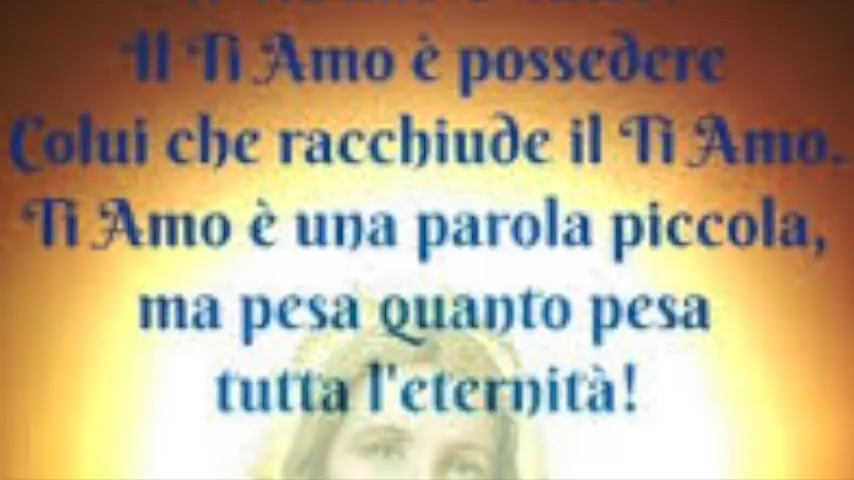 Il Ti Amo è possedere
Colui che racchiude il Ti Amo.
Ti Amo è una parola piccola,
ma pesa quanto pesa
tutta l'eternità!